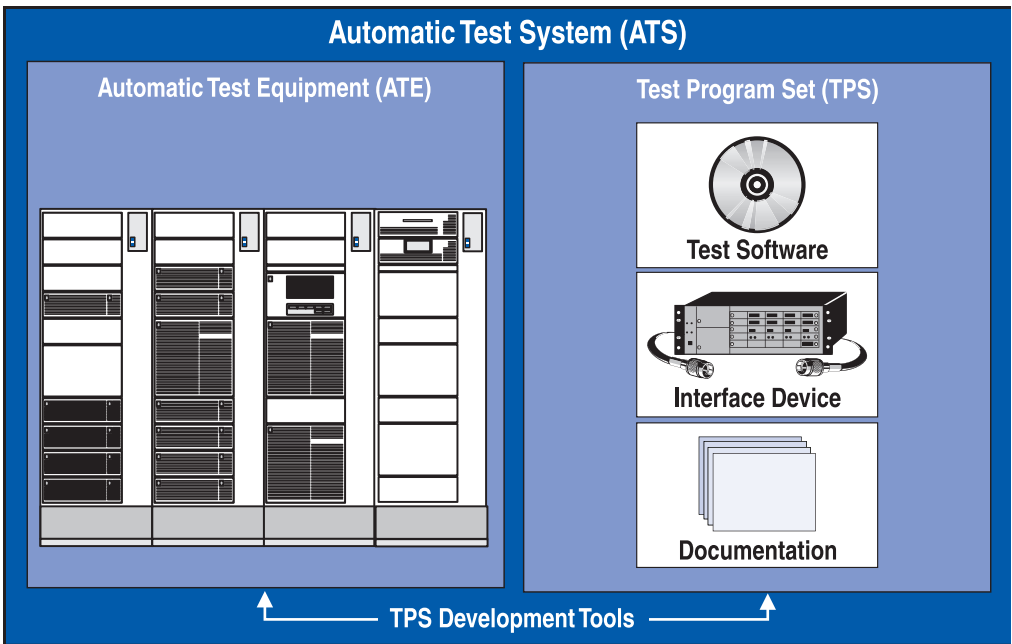 Automatic Test System (ATS)
Automatic Test Equipment (ATE)
Test Program Set (TPS)
Test Software
Interface Device
Documentation
TPS Development Tools